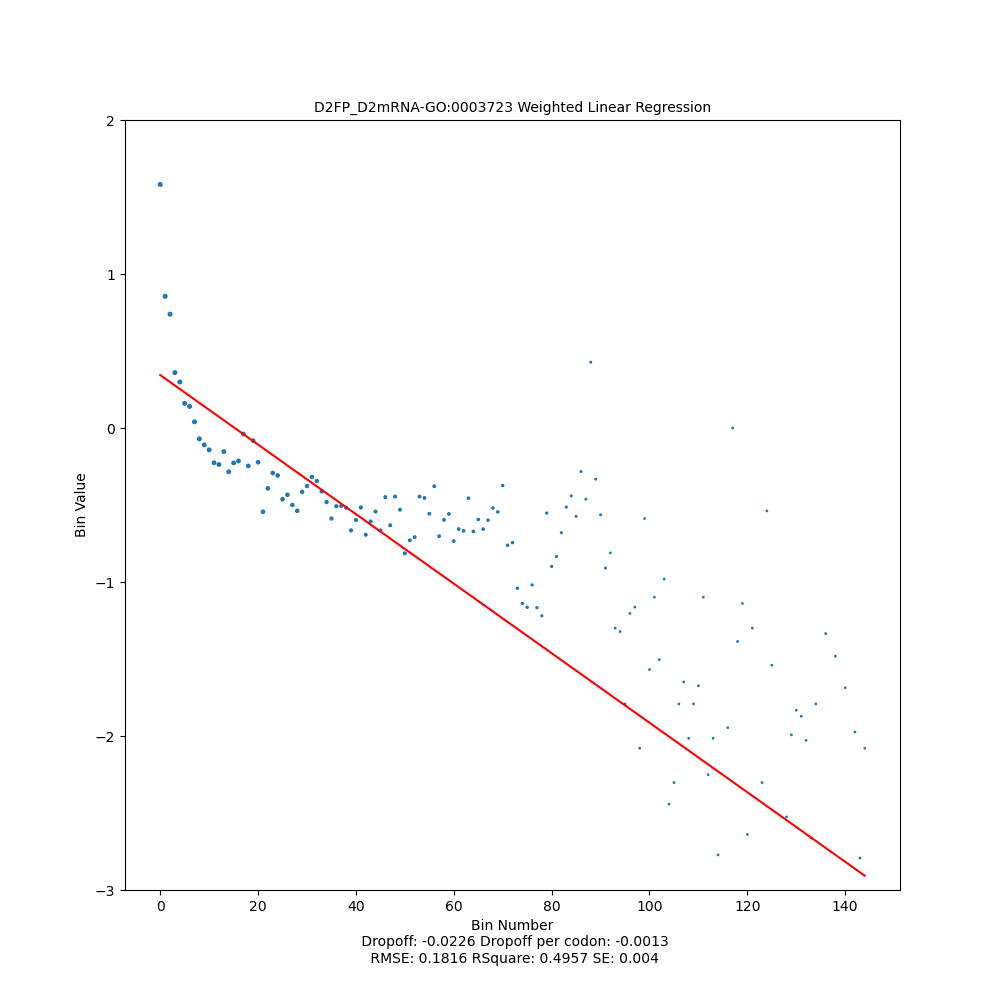 D2FP_D2mRNA-GO:0003723 Weighted Linear Regression
2
1
0
−1
−2
−3
Bin Value
0 20 40 60 80 100 120 140
Bin Number
Dropoff: -0.0226 Dropoff per codon: -0.0013
RMSE: 0.1816 RSquare: 0.4957 SE: 0.004